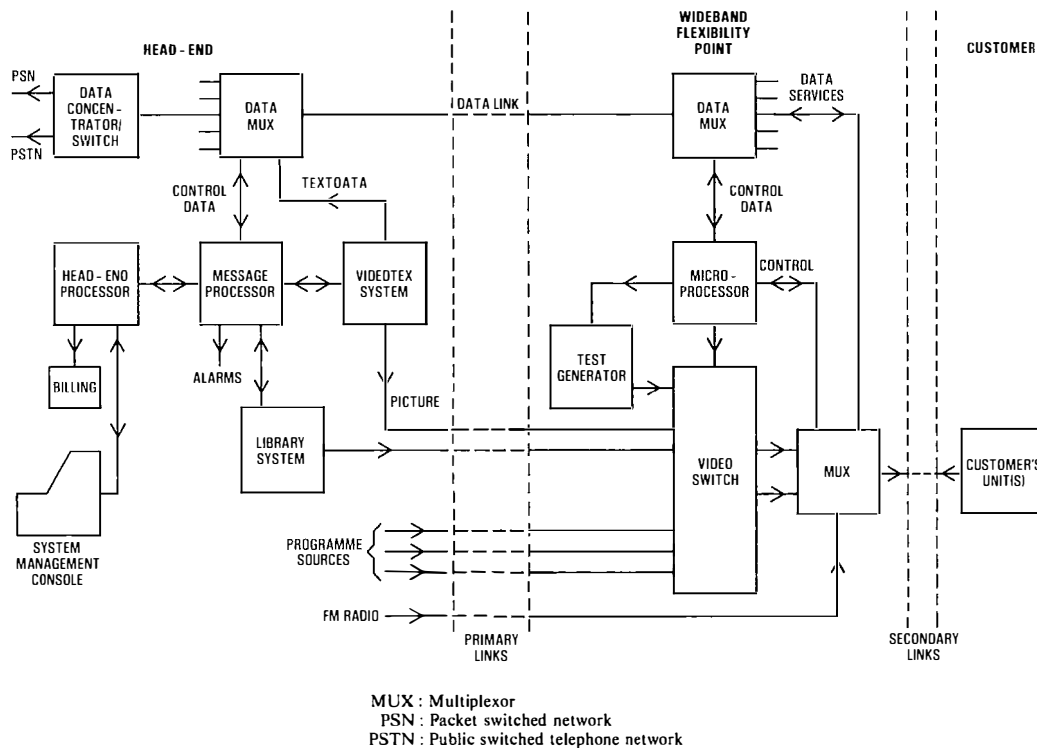 HEAD - END
WIDEBAND
FLEXIBILITY
POINT
CUSTOMER
PSN
PSTN
DATA
CONCEN-
TRATOR/
SWITCH
DATA
MUX
DATA LINK
DATA
MUX
DATA
SERVICES
CONTROL
DATA
TEXTOATA
CONTROL
DATA
HEAD - ENO
PROCESSOR
MESSAGE
PROCESSOR
VIDEOTEX
SYSTEM
MICRO -
PROCESSOR
CONTROL
BILLING
ALARMS
TEST
GENERATOR
PICTURE
LIBRARY
SYSTEM
VIDEO
SWITCH
MUX
CUSTOMER'S
UNIT(S)
SYSTEM
MANAGEMENT
CONSOLE
PROGRAMME
SOURCES
FM RADIO
PRIMARY
LINKS
SECONDARY
LINKS
MUX : Multiplexor
PSN : Packet switched network
PSTN : Public switched telephone network